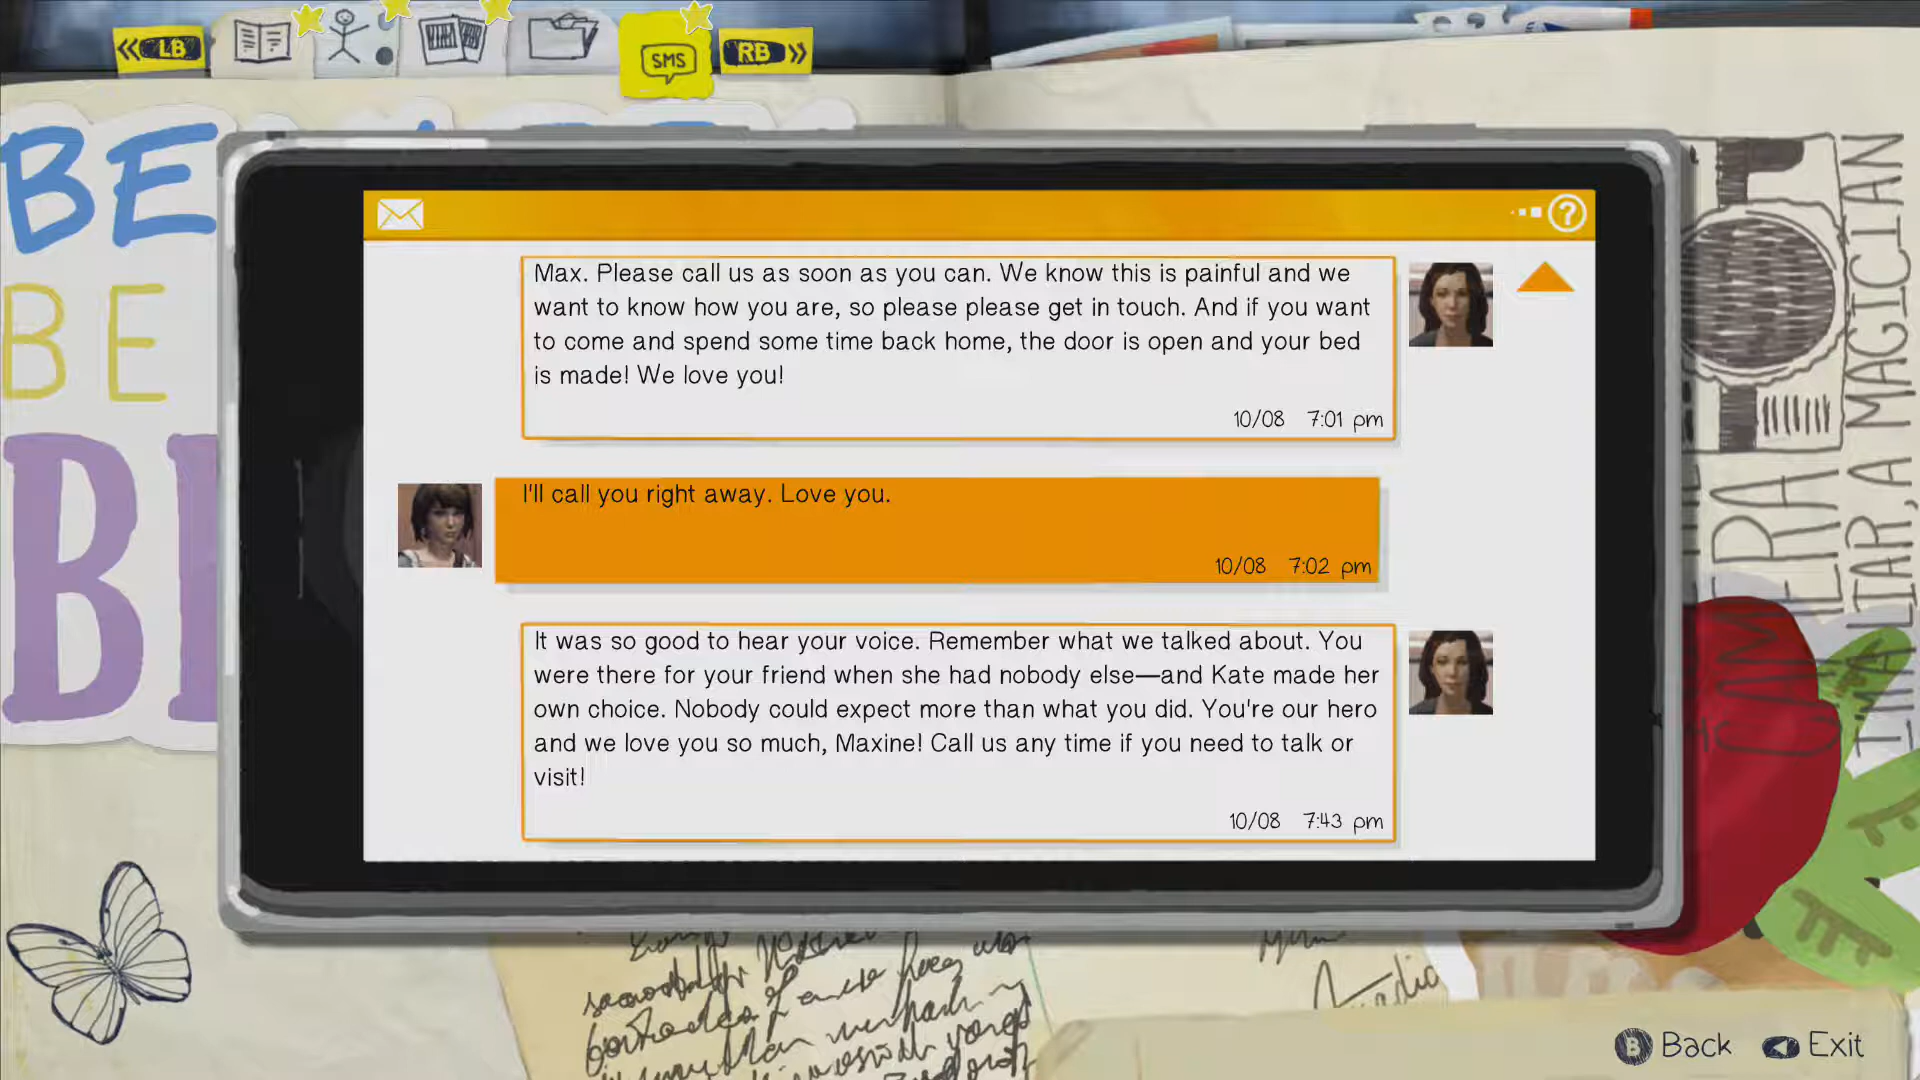 LB
SMS
RB
BE
BE
Max. Please call us as soon as you can. We know this is painful and we
want to know how you are, so please please get in touch. And if you want
to come and spend some time back home, the door is open and your bed
is made! We love you!
10/08 7:01 pm
I'll call you right away. Love you.
10/08 7:02 pm
It was so good to hear your voice. Remember what we talked about. You
were there for your friend when she had nobody else—and Kate made her
own choice. Nobody could expect more than what you did. You're our hero
and we love you so much, Maxine! Call us any time if you need to talk or
visit!
10/08 7:43 pm
LIAR, A MAGICIAN
B Back
Exit